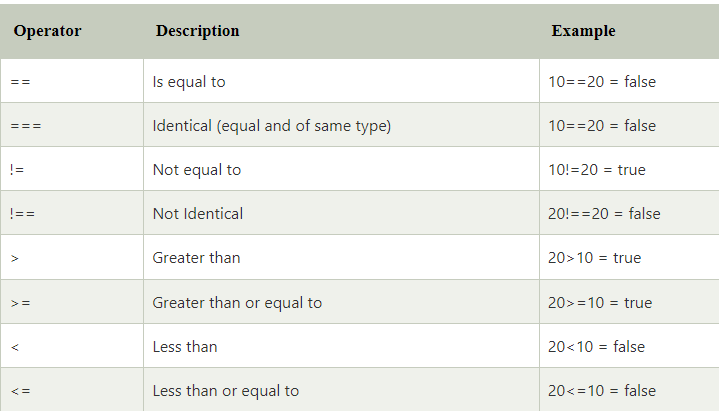 Operator Description Example
== Is equal to 10==20 = false
=== Identical (equal and of same type) 10==20 = false
!= Not equal to 10!=20 = true
!== Not Identical 20!==20 = false
> Greater than 20>10 = true
>= Greater than or equal to 20>=10 = true
< Less than 20<10 = false
<= Less than or equal to 20<=10 = false